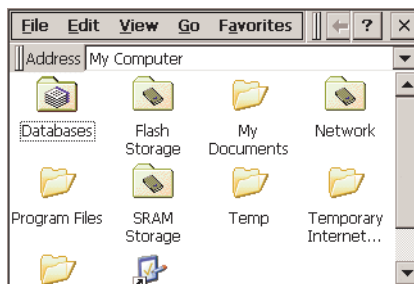 File Edit View Go Favorites ?
Address My Computer
Databases Flash Storage My Documents Network
Program Files SRAM Storage Temp Temporary Internet...